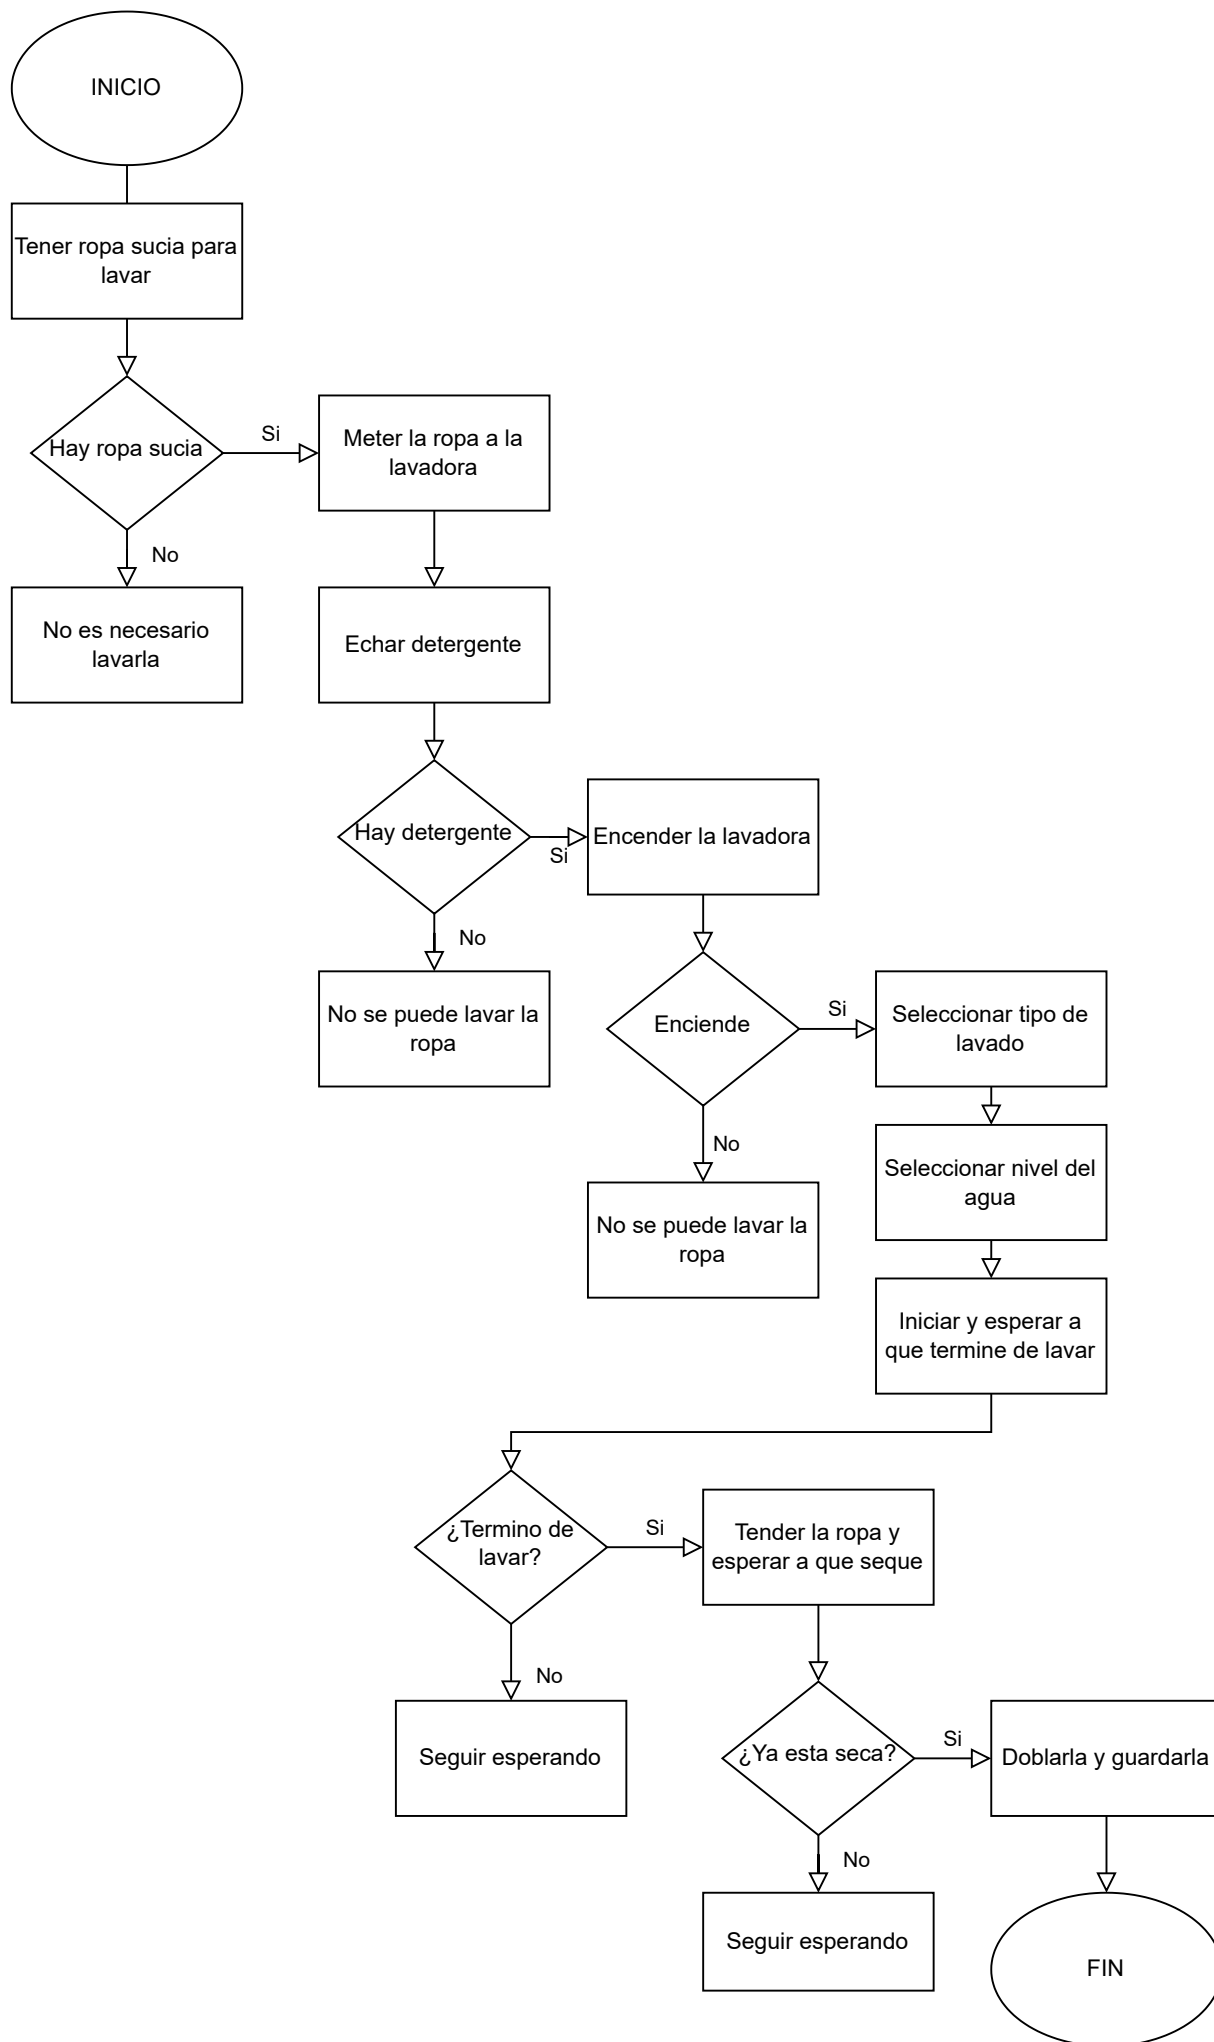 INICIO
Tener ropa sucia para
lavar
Hay ropa sucia
Si
Meter la ropa a la
lavadora
No
No es necesario
lavarla
Echar detergente
Hay detergente
Si
Encender la lavadora
No
No se puede lavar la
ropa
Enciende
Si
Seleccionar tipo de
lavado
No
Seleccionar nivel del
agua
No se puede lavar la
ropa
Iniciar y esperar a
que termine de lavar
¿Termino de
lavar?
Si
Tender la ropa y
esperar a que seque
No
Seguir esperando
¿Ya esta seca?
Si
Doblarla y guardarla
No
Seguir esperando
FIN